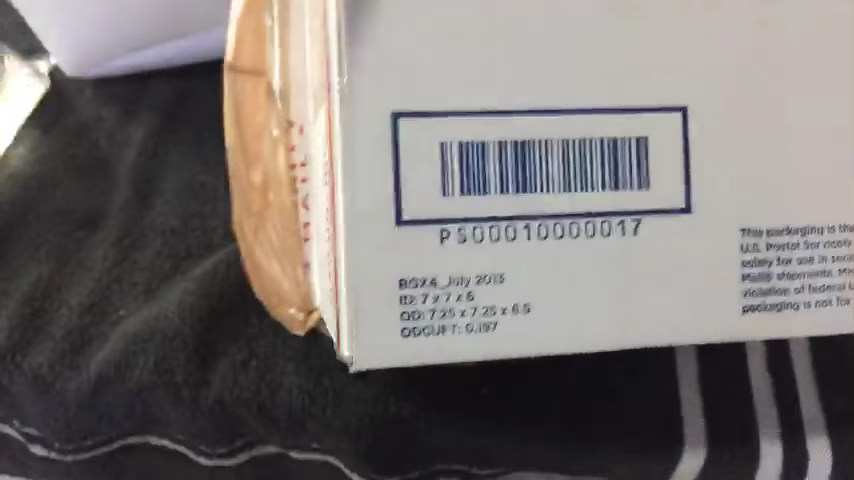 PS00010000017
BOX4_July 2013
ID: 7 x 7 x 6
OD: 7.25 x 7.25 x 6.5
ODCUFT: 0.197
This packaging is the
U.S. Postal Service®
solely for use in
shipments.
violation of federal
packaging is not for